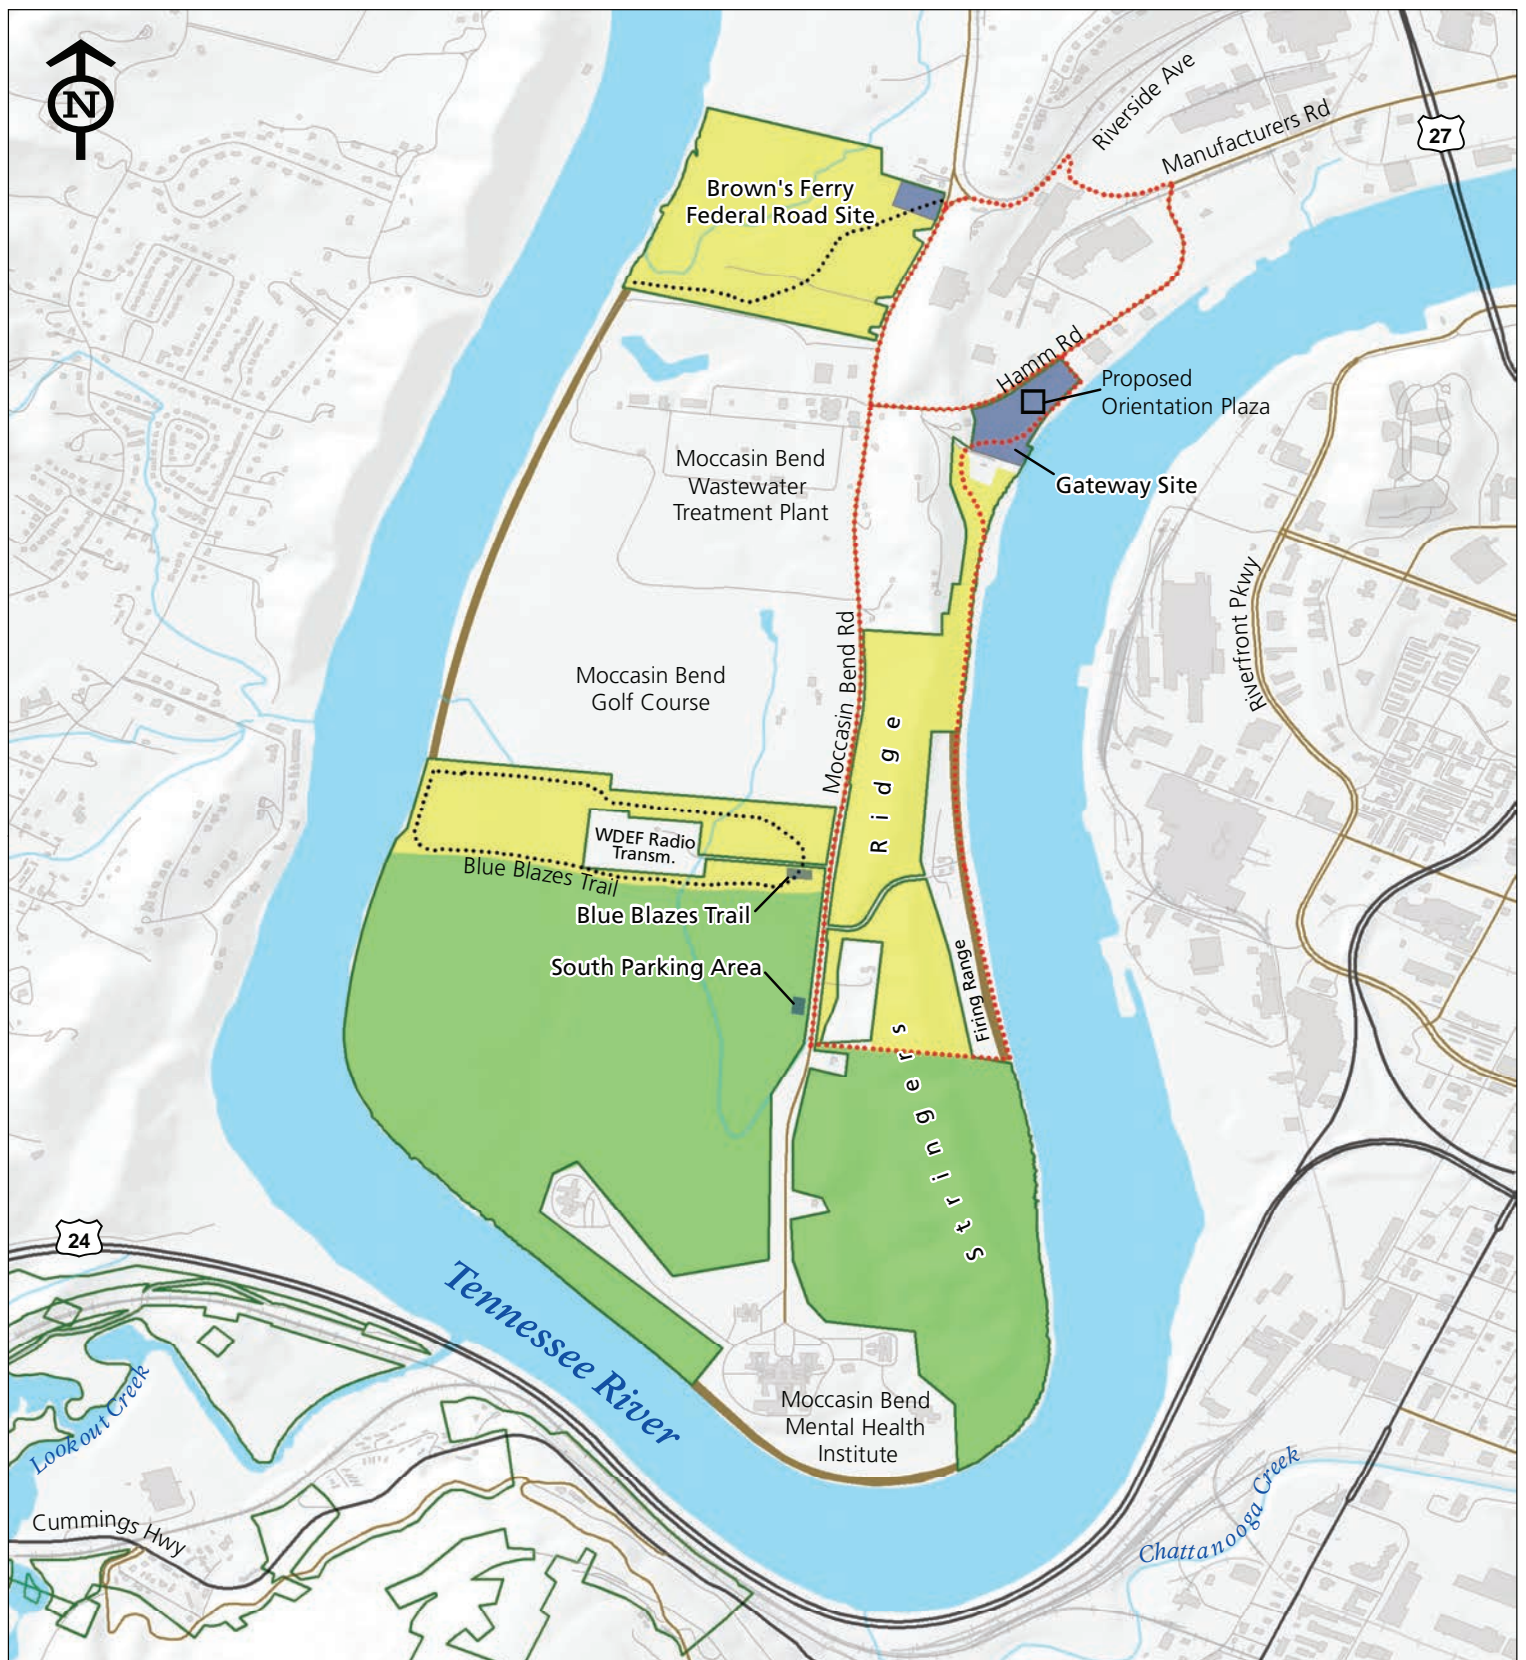 N
Riverside Ave
Manufacturers Rd
27
Brown's Ferry
Federal Road Site
Hamm Rd
Proposed
Orientation Plaza
Gateway Site
Moccasin Bend
Wastewater
Treatment Plant
Riverfront Pkwy
Moccasin Bend Rd
Moccasin Bend
Golf Course
Stringers Ridge
WDEF Radio
Transm.
Blue Blazes Trail
Blue Blazes Trail
South Parking Area
Firing Range
24
Tennessee River
Lookout Creek
Moccasin Bend
Mental Health
Institute
Cummings Hwy
Chattanooga Creek